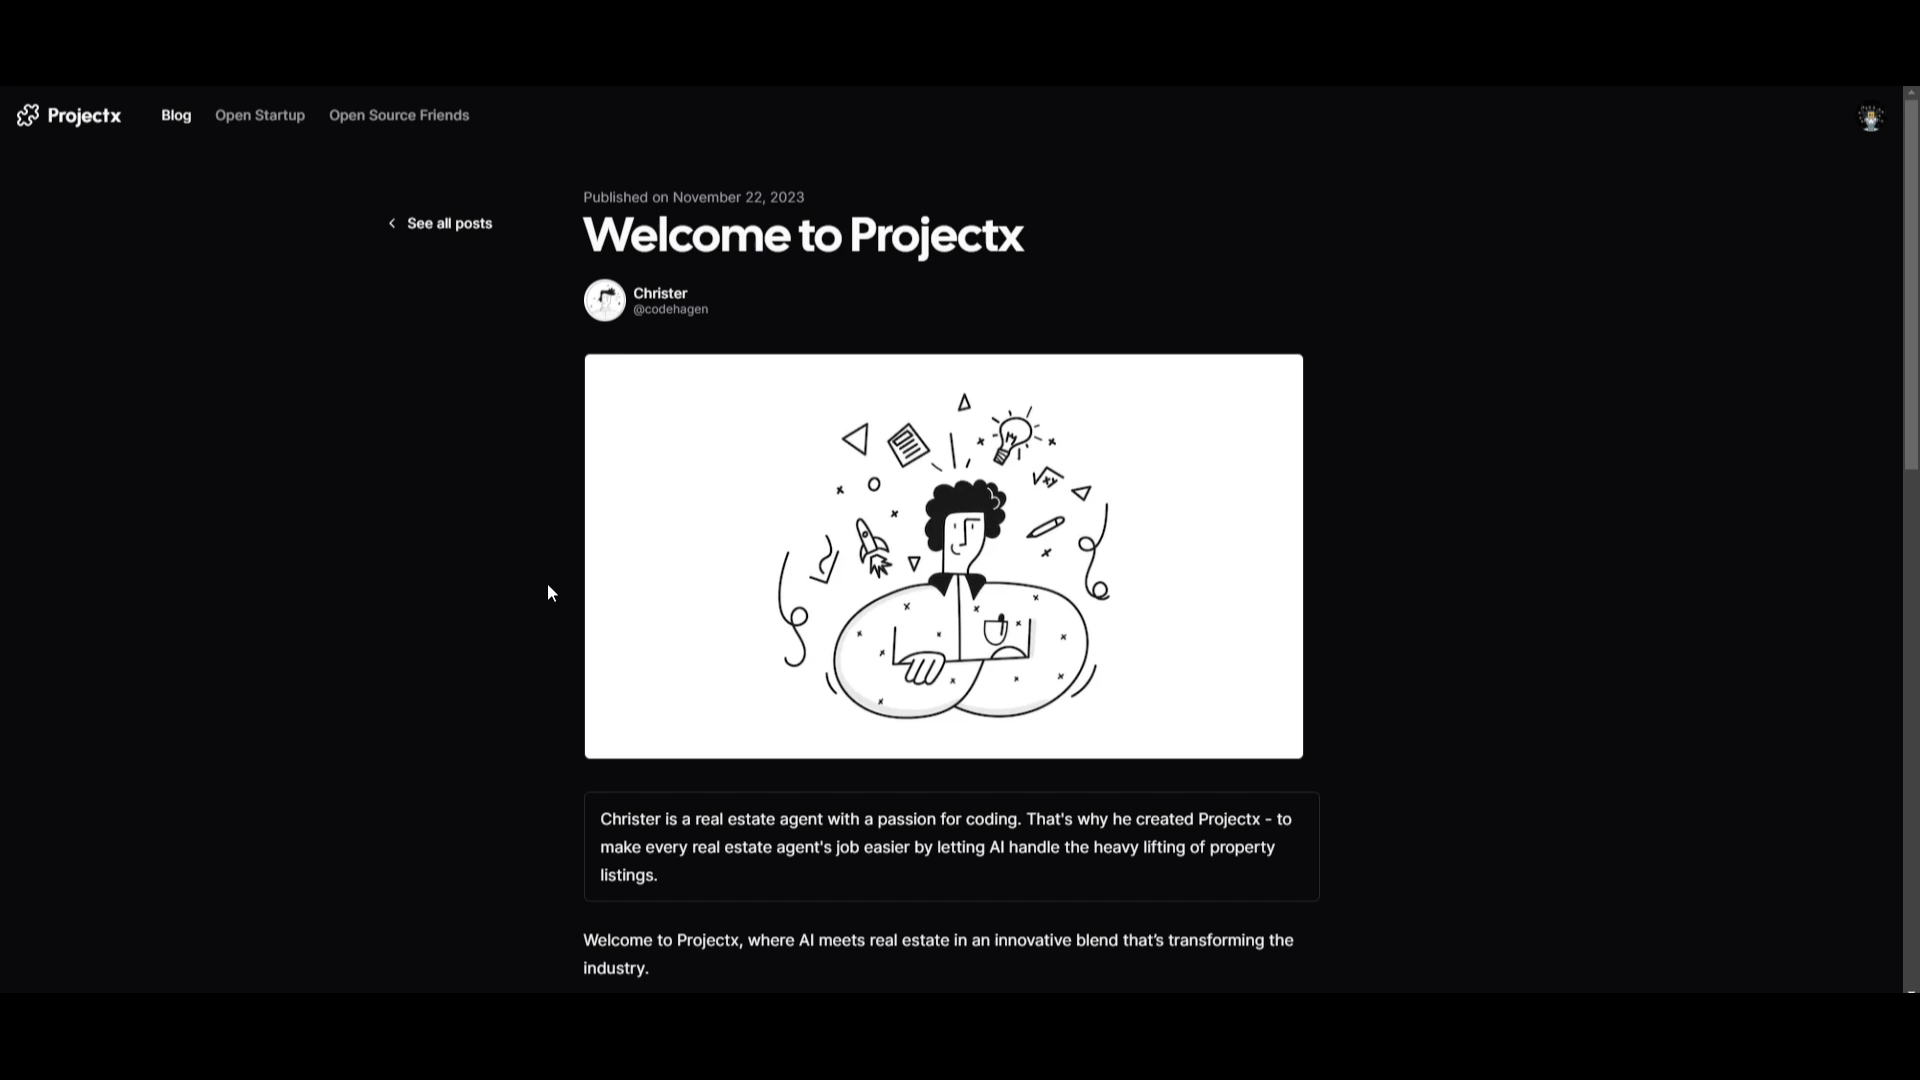 Projectx
Blog
Open Startup
Open Source Friends
See all posts
Published on November 22, 2023
Welcome to Projectx
Christer
@codehagen
√xy
Christer is a real estate agent with a passion for coding. That's why he created Projectx - to
make every real estate agent's job easier by letting AI handle the heavy lifting of property
listings.
Welcome to Projectx, where AI meets real estate in an innovative blend that’s transforming the
industry.